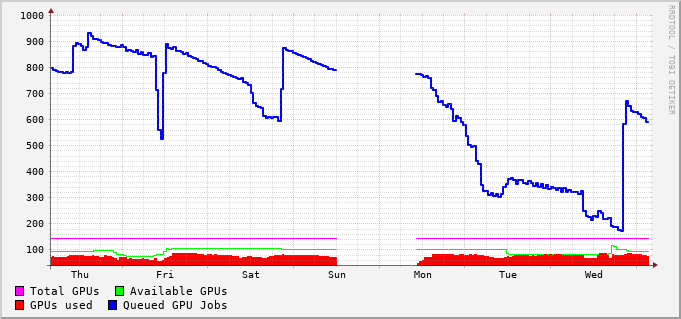 1000
900
800
700
600
500
400
300
200
100
Thu Fri Sat Sun Mon Tue Wed
Total GPUs Available GPUs
GPUs used Queued GPU Jobs
RRDTOOL / TOBI OETIKER